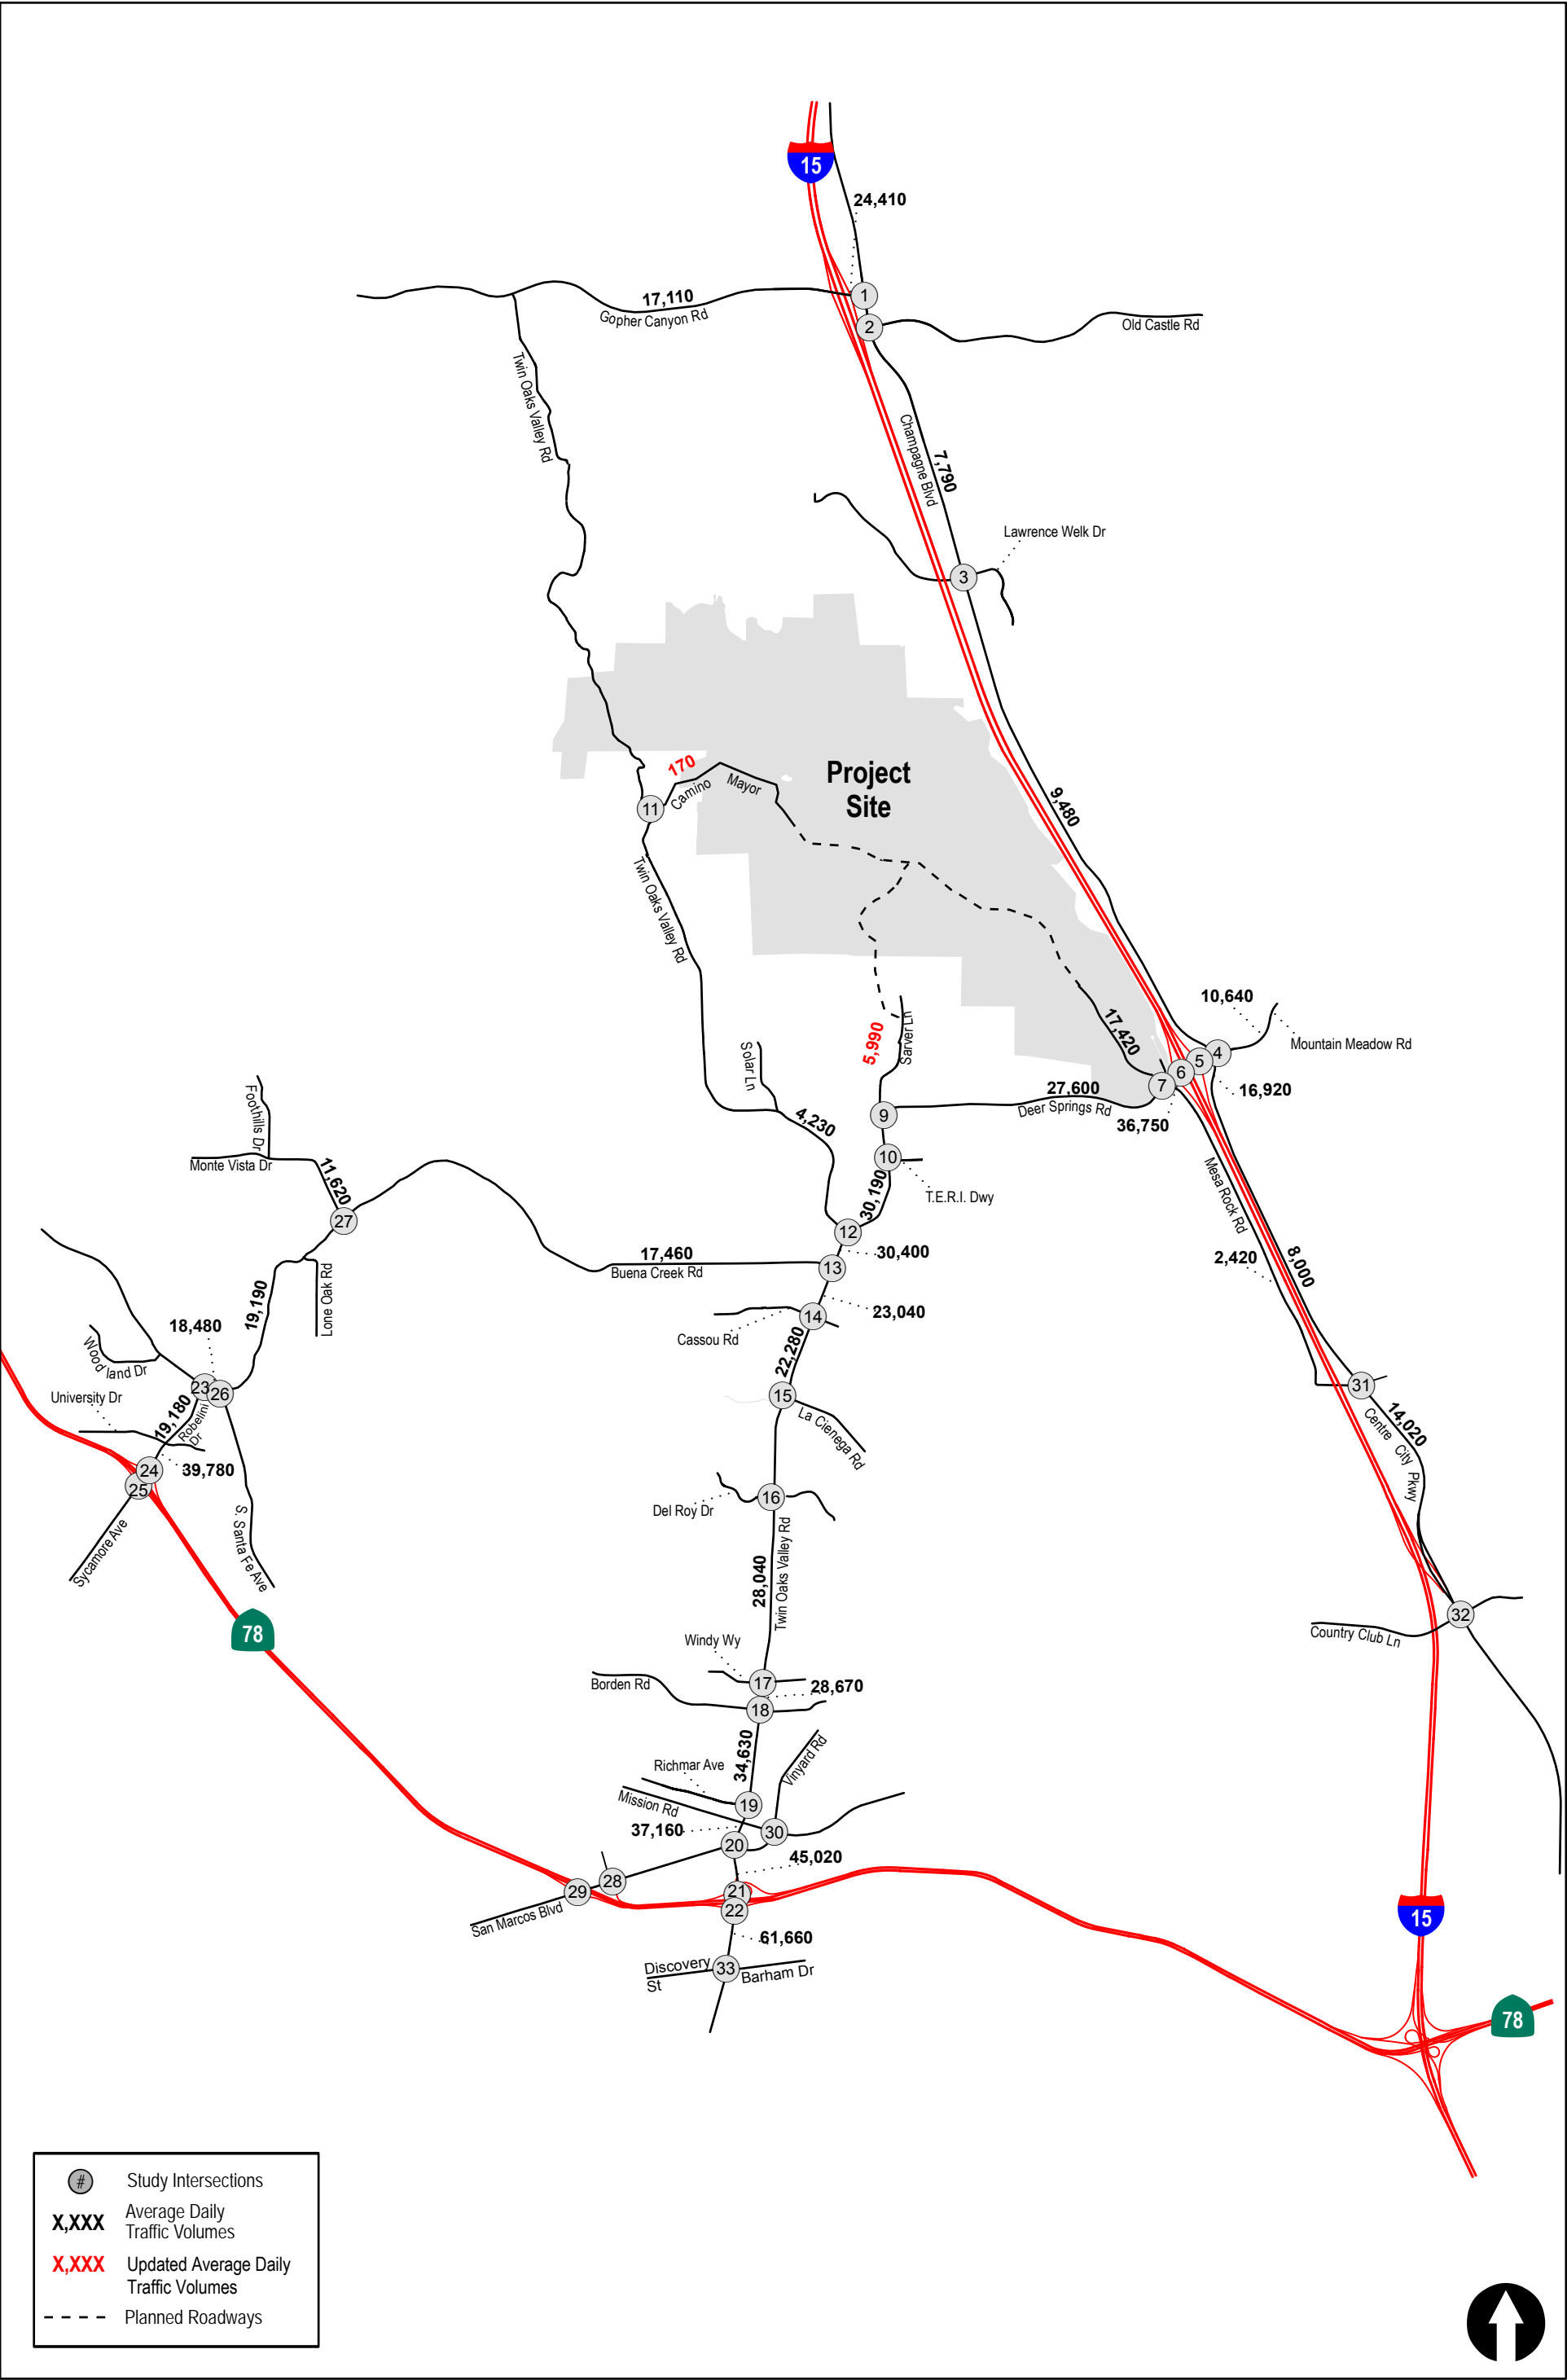 15
24,410
17,110
Gopher Canyon Rd
1
2
Old Castle Rd
Twin Oaks Valley Rd
Champagne Blvd
7,790
Lawrence Welk Dr
3
Project
Site
170
Camino
Mayor
9,480
11
Twin Oaks Valley Rd
10,640
Mountain Meadow Rd
17,420
5,990
Sarver Ln
4
5
6
7
16,920
27,600
Deer Springs Rd
36,750
Solar Ln
4,230
9
10
T.E.R.I. Dwy
Mesa Rock Rd
Foothills Dr
Monte Vista Dr
11,620
27
30,190
12
30,400
17,460
Buena Creek Rd
13
2,420
8,000
19,190
Lone Oak Rd
23,040
14
Cassou Rd
18,480
Wood land Dr
22,280
University Dr
23
26
15
31
19,180
Robelini
Dr
La Cienega Rd
14,020
Centre City Pkwy
24
39,780
25
Del Roy Dr
16
Sycamore Ave
S. Santa Fe Ave
28,040
Twin Oaks Valley Rd
78
32
Country Club Ln
Windy Wy
17
Borden Rd
28,670
18
34,630
Vinyard Rd
Richmar Ave
Mission Rd
19
37,160
30
20
45,020
28
29
21
22
San Marcos Blvd
15
61,660
Discovery
St
33
Barham Dr
78
# Study Intersections
X,XXX Average Daily
Traffic Volumes
X,XXX Updated Average Daily
Traffic Volumes
Planned Roadways